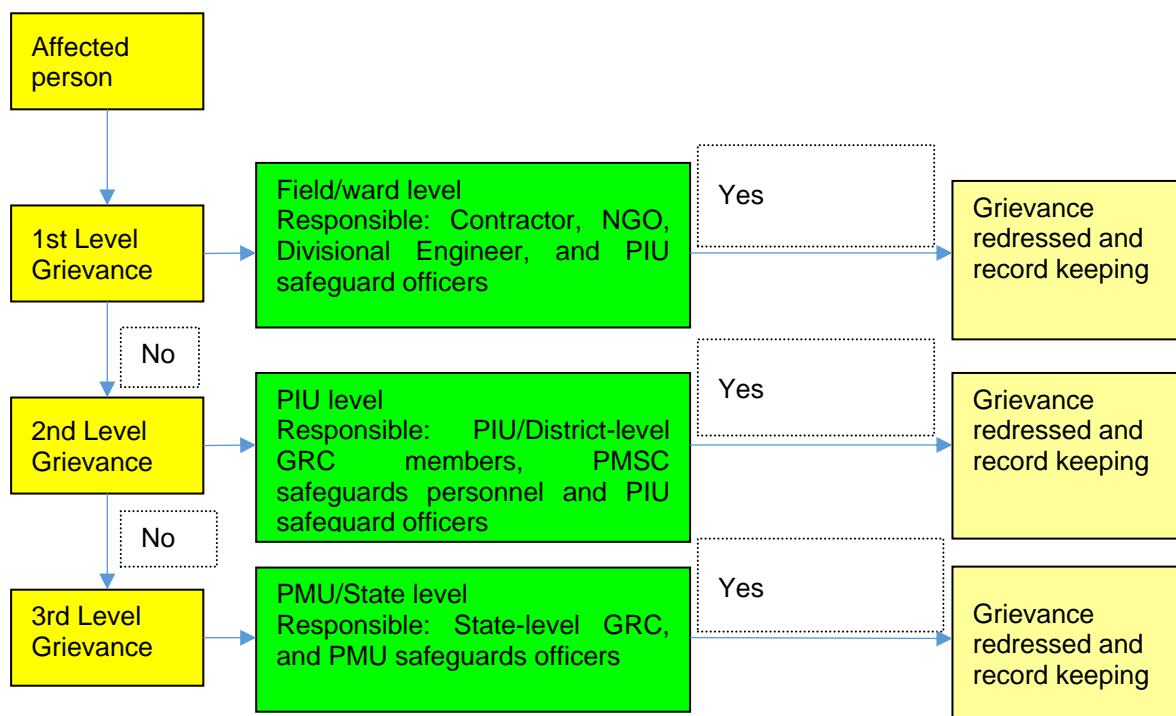 Affected
person
1st Level
Grievance
Field/ward level
Responsible: Contractor, NGO,
Divisional Engineer, and PIU
safeguard officers
Yes
Grievance
redressed and
record keeping
No
2nd Level
Grievance
PIU level
Responsible: PIU/District-level
GRC members, PMSC
safeguards personnel and PIU
safeguard officers
Yes
Grievance
redressed and
record keeping
No
3rd Level
Grievance
PMU/State level
Responsible: State-level GRC,
and PMU safeguards officers
Yes
Grievance
redressed and
record keeping